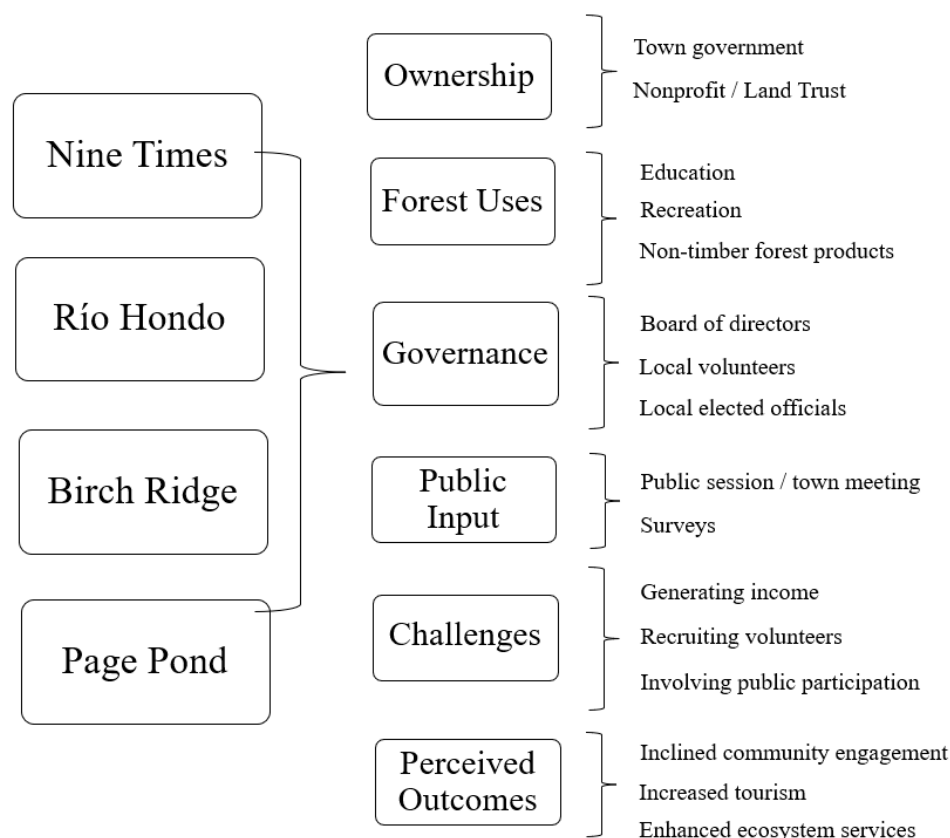 Nine Times
Río Hondo
Birch Ridge
Page Pond
Ownership
Town government
Nonprofit / Land Trust
Forest Uses
Education
Recreation
Non-timber forest products
Governance
Board of directors
Local volunteers
Local elected officials
Public
Input
Public session / town meeting
Surveys
Challenges
Generating income
Recruiting volunteers
Involving public participation
Perceived
Outcomes
Inclined community engagement
Increased tourism
Enhanced ecosystem services